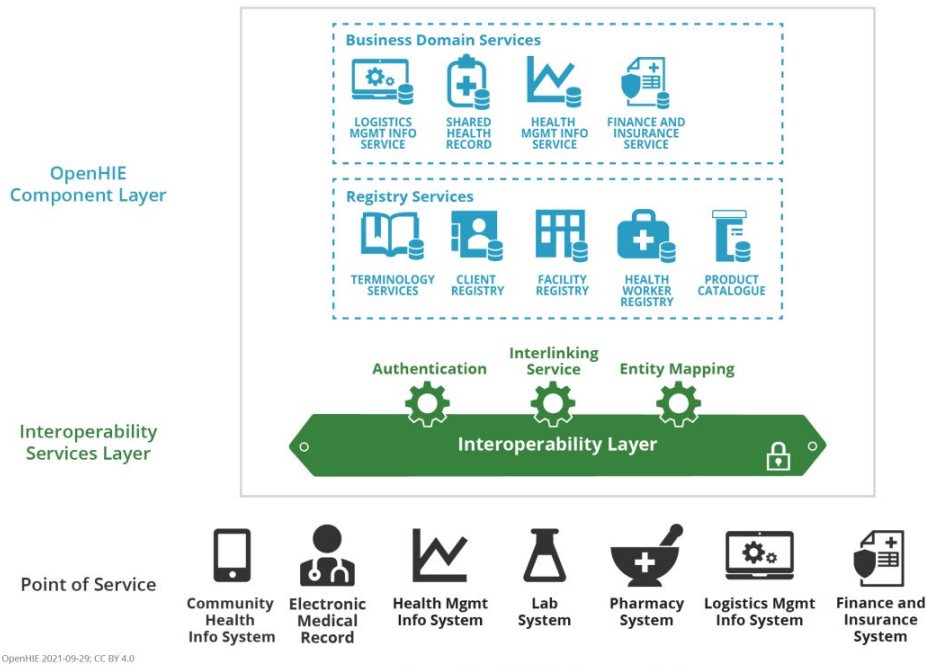 Business Domain Services
LOGISTICS
MGMT INFO
SERVICE
SHARED
HEALTH
RECORD
HEALTH
MGMT INFO
SERVICE
FINANCE AND
INSURANCE
SERVICE
OpenHIE
Component Layer
Registry Services
TERMINOLOGY
SERVICES
CLIENT
REGISTRY
FACILITY
REGISTRY
HEALTH
WORKER
REGISTRY
PRODUCT
CATALOGUE
Authentication
Interlinking
Service
Entity Mapping
Interoperability
Services Layer
Interoperability Layer
Point of Service
Community
Health
Info System
Electronic
Medical
Record
Health Mgmt
Info System
Lab
System
Pharmacy
System
Logistics Mgmt
Info System
Finance and
Insurance
System
OpenHIE 2021-09-29; CC BY 4.0